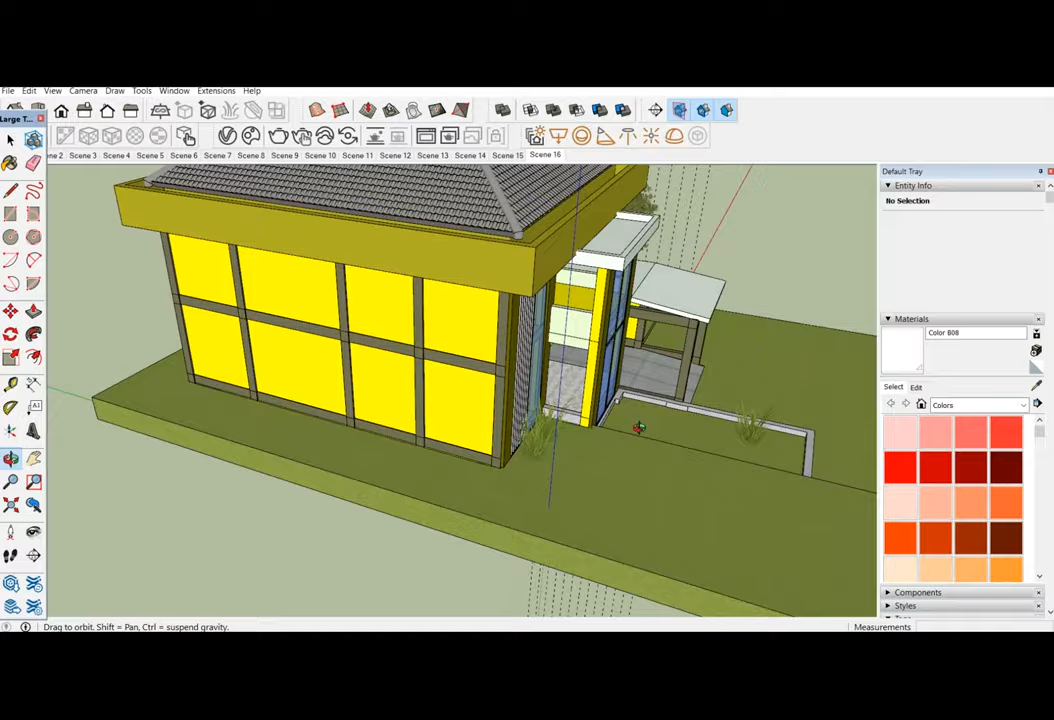 File Edit View Camera Draw Tools Window Extensions Help
Large T...
ne 2 Scene 3 Scene 4 Scene 5 Scene 6 Scene 7 Scene 8 Scene 9 Scene 10 Scene 11 Scene 12 Scene 13 Scene 14 Scene 15 Scene 16
Default Tray
Entity Info
No Selection
Materials
Color B08
Select Edit
Colors
Components
Styles
Drag to orbit. Shift = Pan, Ctrl = suspend gravity.
Measurements